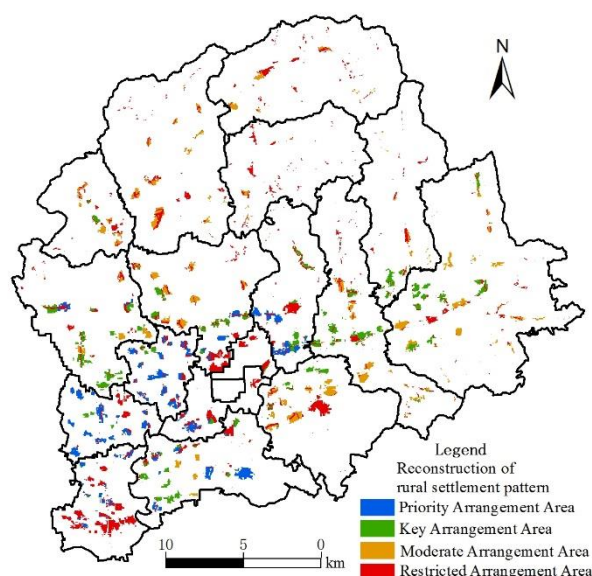 N
Legend
Reconstruction of
rural settlement pattern
Priority Arrangement Area
Key Arrangement Area
Moderate Arrangement Area
Restricted Arrangement Area
10 5 0
km